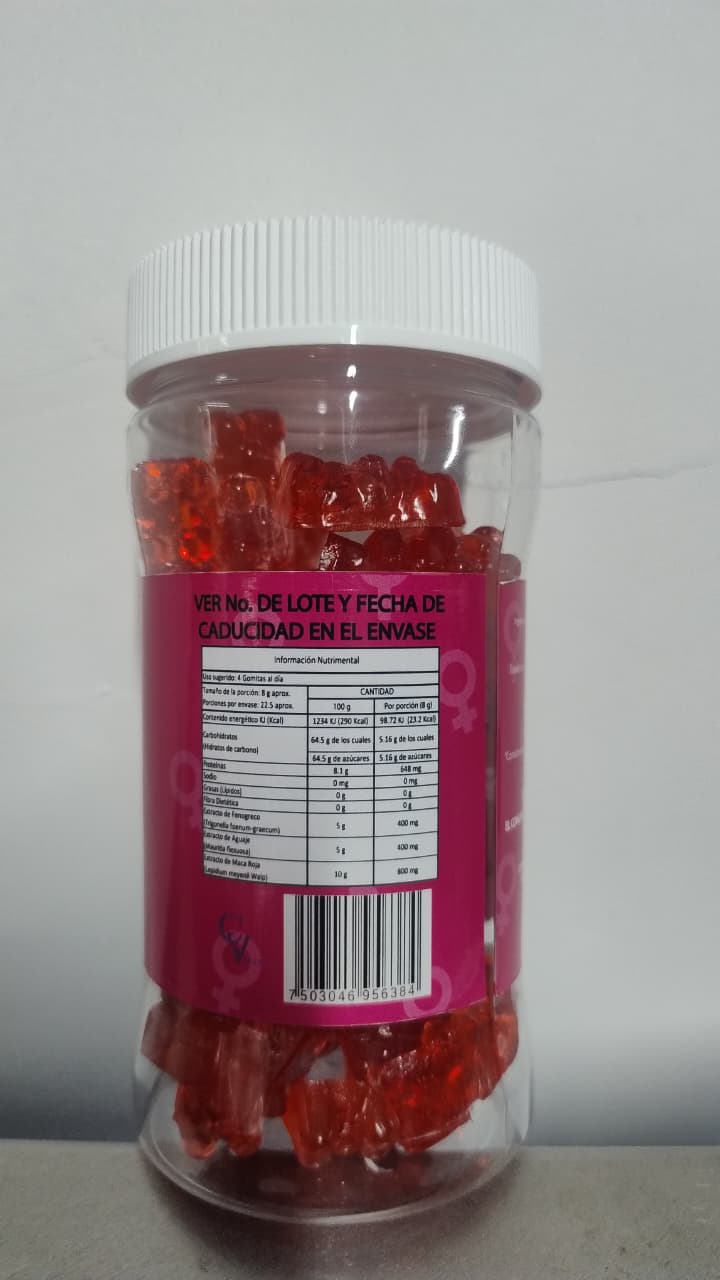 VER No. DE LOTE Y FECHA DE
CADUCIDAD EN EL ENVASE
Información Nutrimental
Uso sugerido: 4 Gomitas al día
Tamaño de la porción: 8 g aprox.
Porciones por envase: 22.5 aprox.
CANTIDAD
100 g Por porción (8 g)
Contenido energético KJ (Kcal) 1234 KJ (290 Kcal) 98.72 KJ (23.2 Kcal)
Carbohidratos
(Hidratos de carbono) 64.5 g de los cuales 5.16 g de los cuales
64.5 g de azúcares 5.16 g de azúcares
Proteínas 8.1 g 648 mg
Sodio 0 mg 0 mg
Grasas (Lípidos) 0 g 0 g
Fibra Dietética 0 g 0 g
Extracto de Fenogreco
(Trigonella foenum-graecum) 5 g 400 mg
Extracto de Aguaje
(Mauritia flexuosa) 5 g 400 mg
Extracto de Maca Roja
(Lepidium meyenii Walp) 10 g 800 mg
7 503046 956384